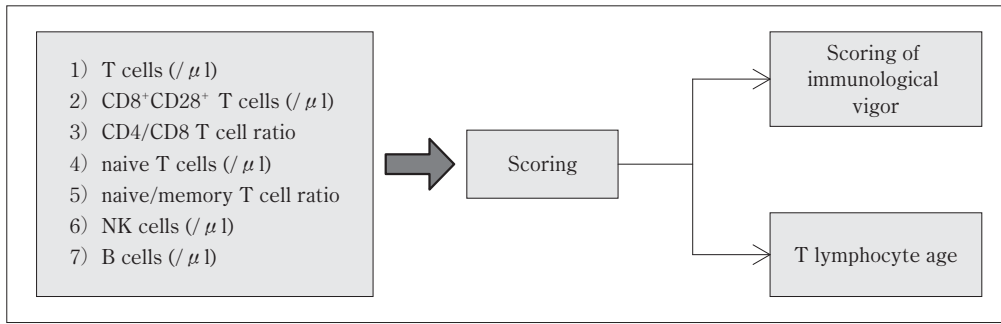 1) T cells (/μl)
2) CD8⁺CD28⁺ T cells (/μl)
3) CD4/CD8 T cell ratio
4) naive T cells (/μl)
5) naive/memory T cell ratio
6) NK cells (/μl)
7) B cells (/μl)
Scoring
Scoring of
immunological
vigor
T lymphocyte age